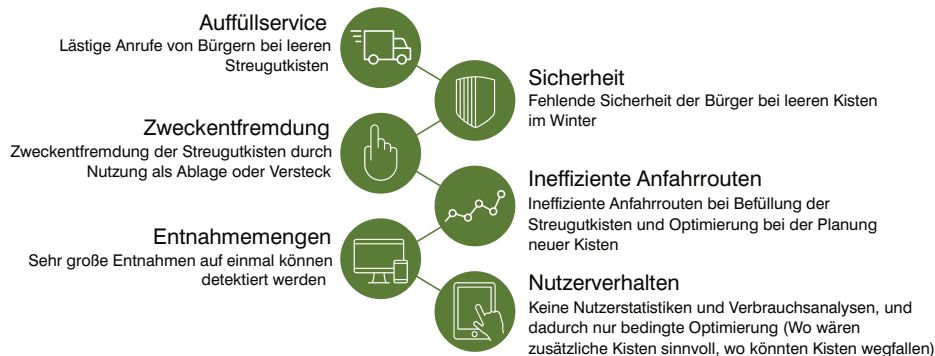 Auffüllservice
Lästige Anrufe von Bürgern bei leeren
Streugutkisten
Sicherheit
Fehlende Sicherheit der Bürger bei leeren Kisten
im Winter
Zweckentfremdung
Zweckentfremdung der Streugutkisten durch
Nutzung als Ablage oder Versteck
Ineffiziente Anfahrrouten
Ineffiziente Anfahrrouten bei Befüllung der
Streugutkisten und Optimierung bei der Planung
neuer Kisten
Entnahmemengen
Sehr große Entnahmen auf einmal können
detektiert werden
Nutzerverhalten
Keine Nutzerstatistiken und Verbrauchsanalysen, und
dadurch nur bedingte Optimierung (Wo wären
zusätzliche Kisten sinnvoll, wo könnten Kisten wegfallen)